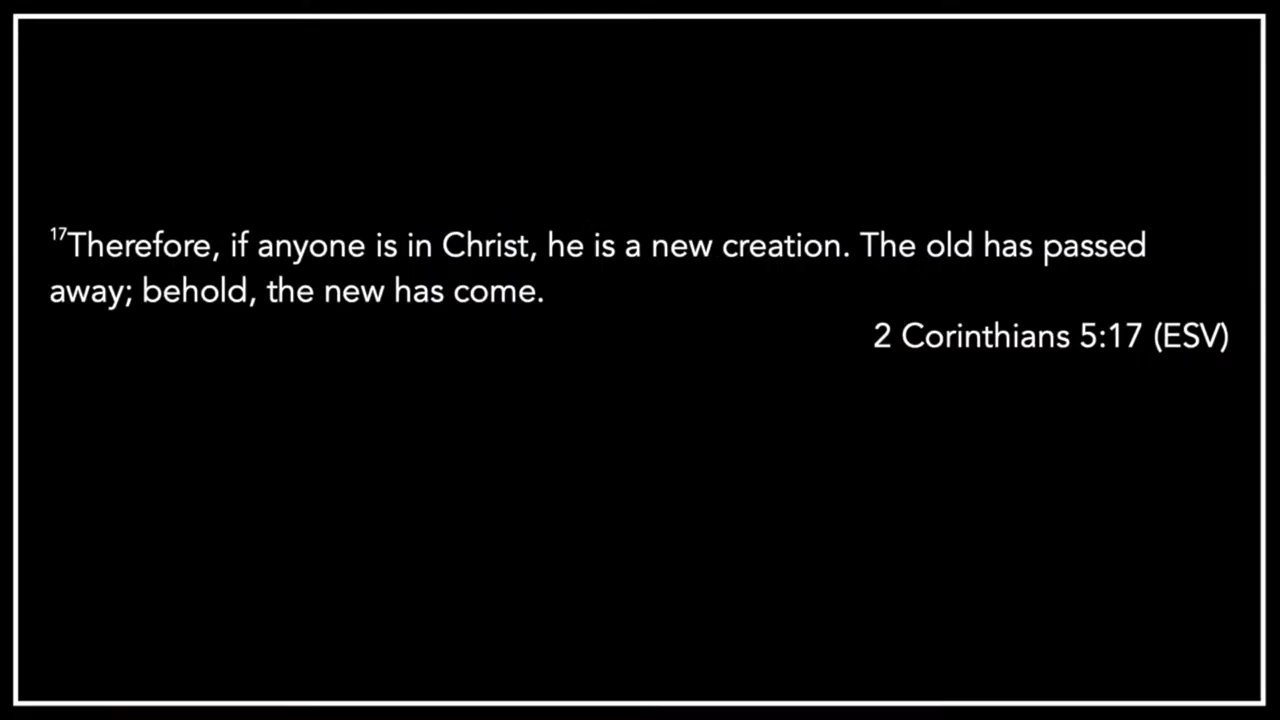 17Therefore, if anyone is in Christ, he is a new creation. The old has passed
away; behold, the new has come.
2 Corinthians 5:17 (ESV)